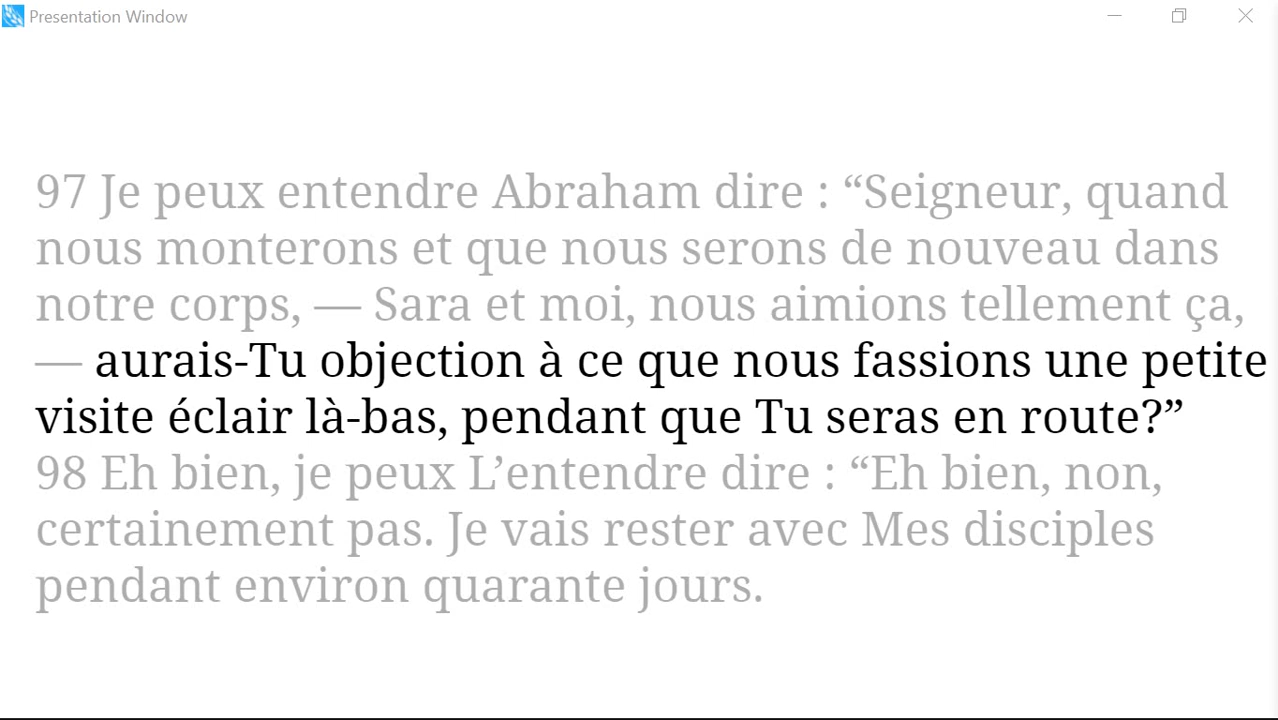 Presentation Window
97 Je peux entendre Abraham dire : “Seigneur, quand
nous monterons et que nous serons de nouveau dans
notre corps, — Sara et moi, nous aimions tellement ça,
— aurais-Tu objection à ce que nous fassions une petite
visite éclair là-bas, pendant que Tu seras en route?”
98 Eh bien, je peux L’entendre dire : “Eh bien, non,
certainement pas. Je vais rester avec Mes disciples
pendant environ quarante jours.